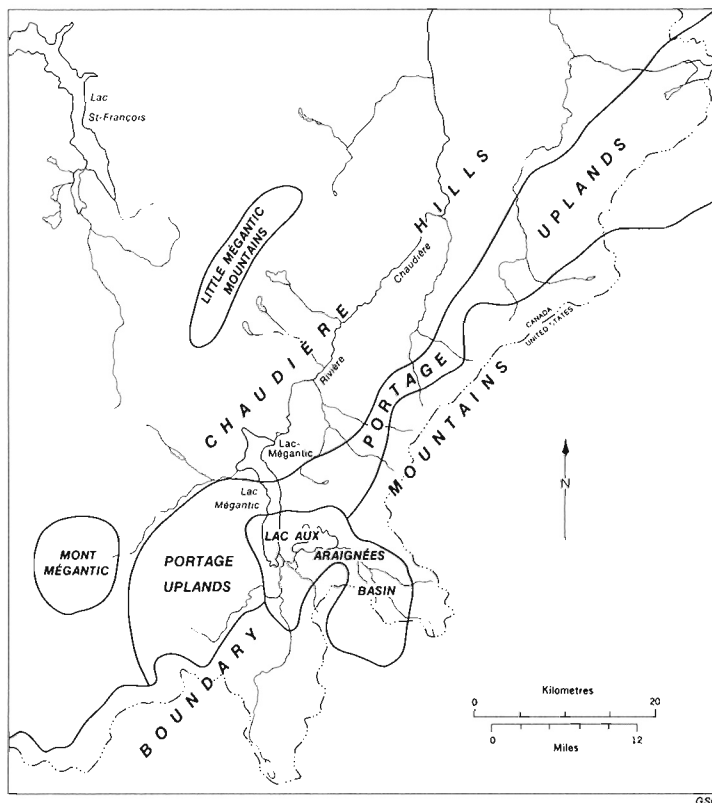 Lac
St-François
LITTLE MÉGANTIC
MOUNTAINS
CHAUDIÈRE HILLS
Chaudière
Rivière
UPLANDS
CANADA
UNITED STATES
PORTAGE
BOUNDARY MOUNTAINS
Lac-
Mégantic
Lac
Mégantic
N
MONT
MÉGANTIC
PORTAGE
UPLANDS
LAC AUX
ARAIGNÉES
BASIN
Kilometres
0 20
0 12
Miles
GSC